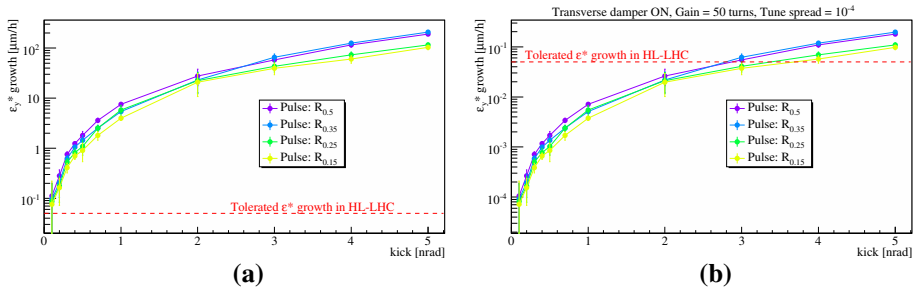 Transverse damper ON, Gain = 50 turns, Tune spread = 10⁻⁴
εy* growth [μm/h]
10²
10
1
10⁻¹
Pulse: R0.5
Pulse: R0.35
Pulse: R0.25
Pulse: R0.15
Tolerated ε* growth in HL-LHC
0 1 2 3 4 5
kick [nrad]
(a)
εy* growth [μm/h]
10⁻¹
10⁻²
10⁻³
10⁻⁴
Tolerated ε* growth in HL-LHC
Pulse: R0.5
Pulse: R0.35
Pulse: R0.25
Pulse: R0.15
0 1 2 3 4 5
kick [nrad]
(b)